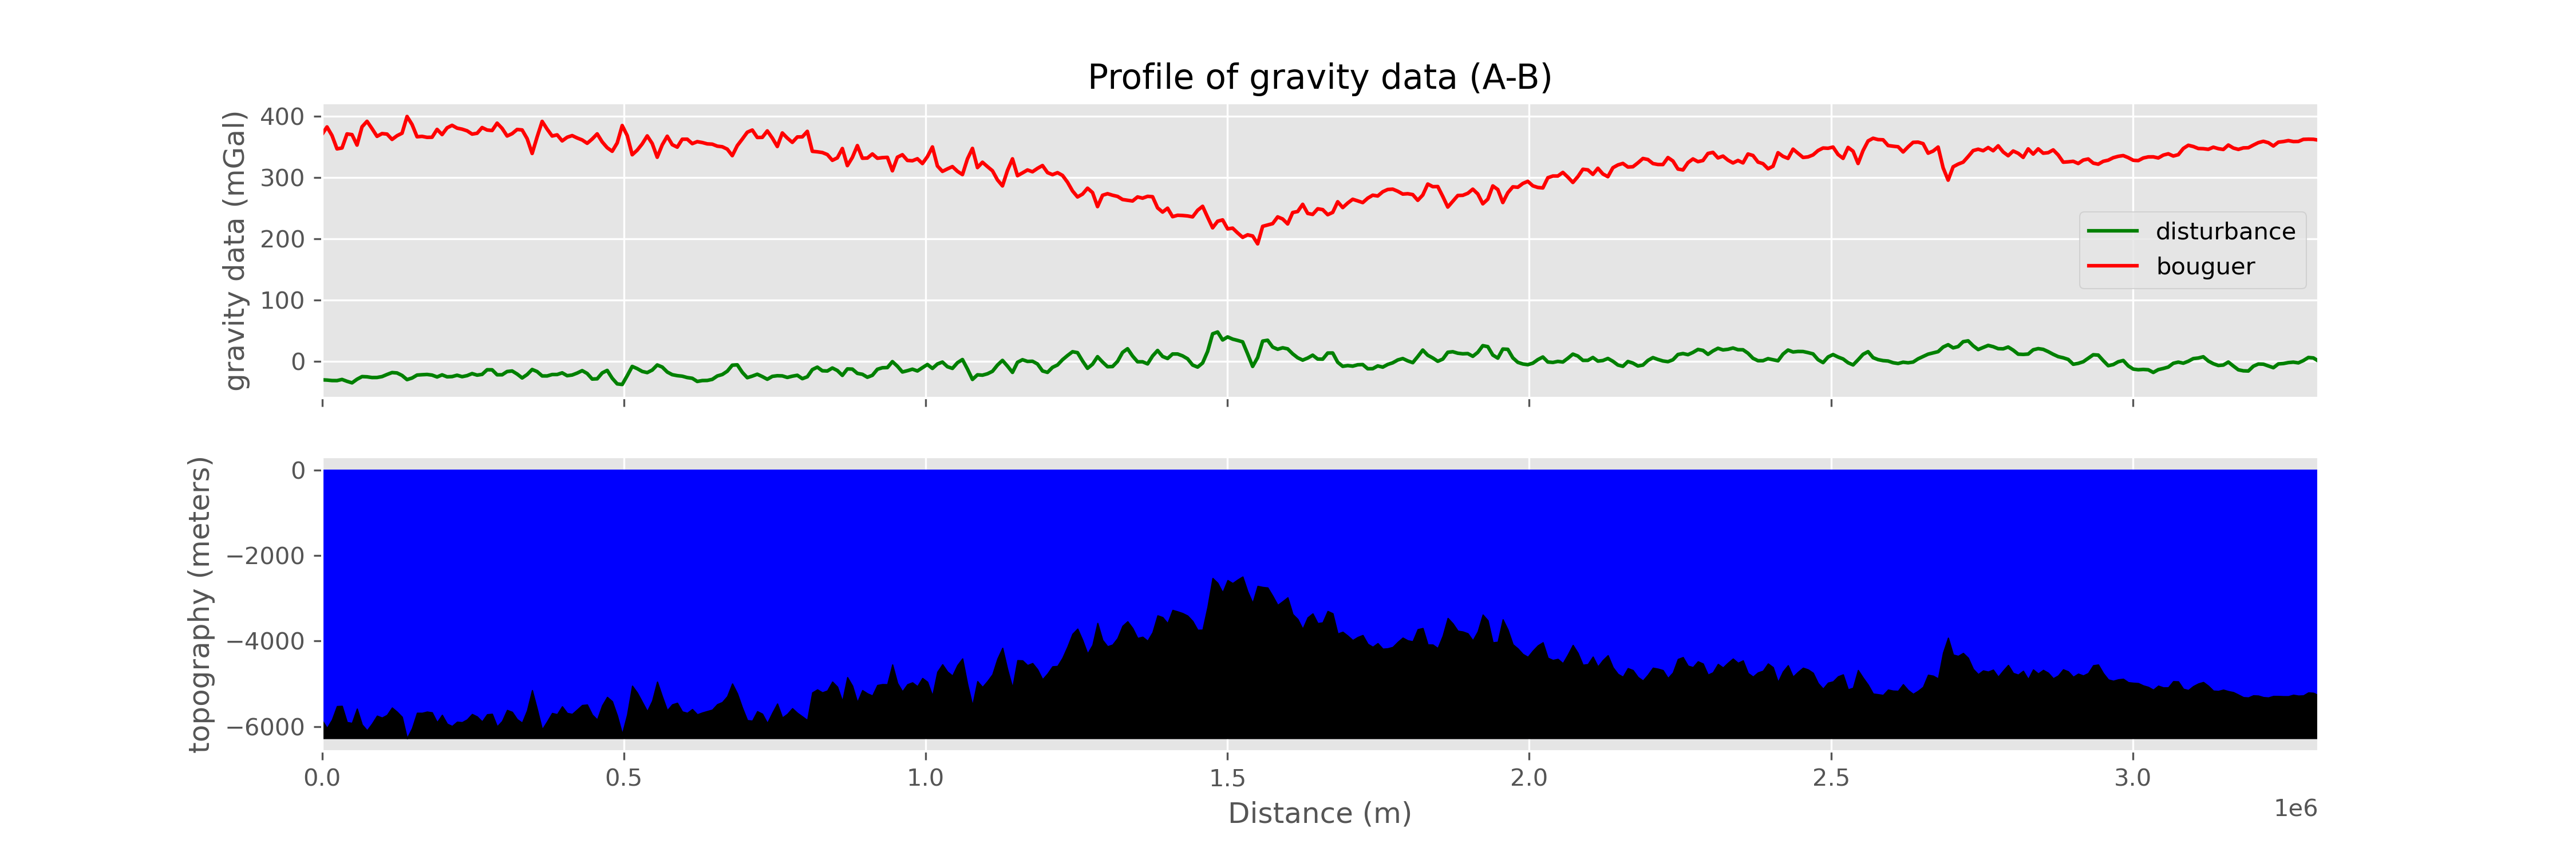 Profile of gravity data (A-B)
gravity data (mGal)
400
300
200
100
0
disturbance
bouguer
topography (meters)
0
−2000
−4000
−6000
0.0 0.5 1.0 1.5 2.0 2.5 3.0
Distance (m)
1e6